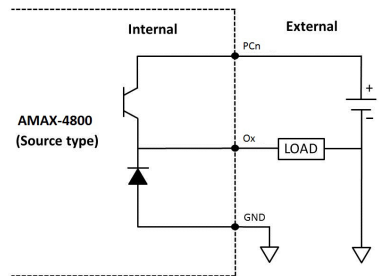 Internal
External
PCn
+
AMAX-4800
(Source type)
−
Ox
LOAD
GND